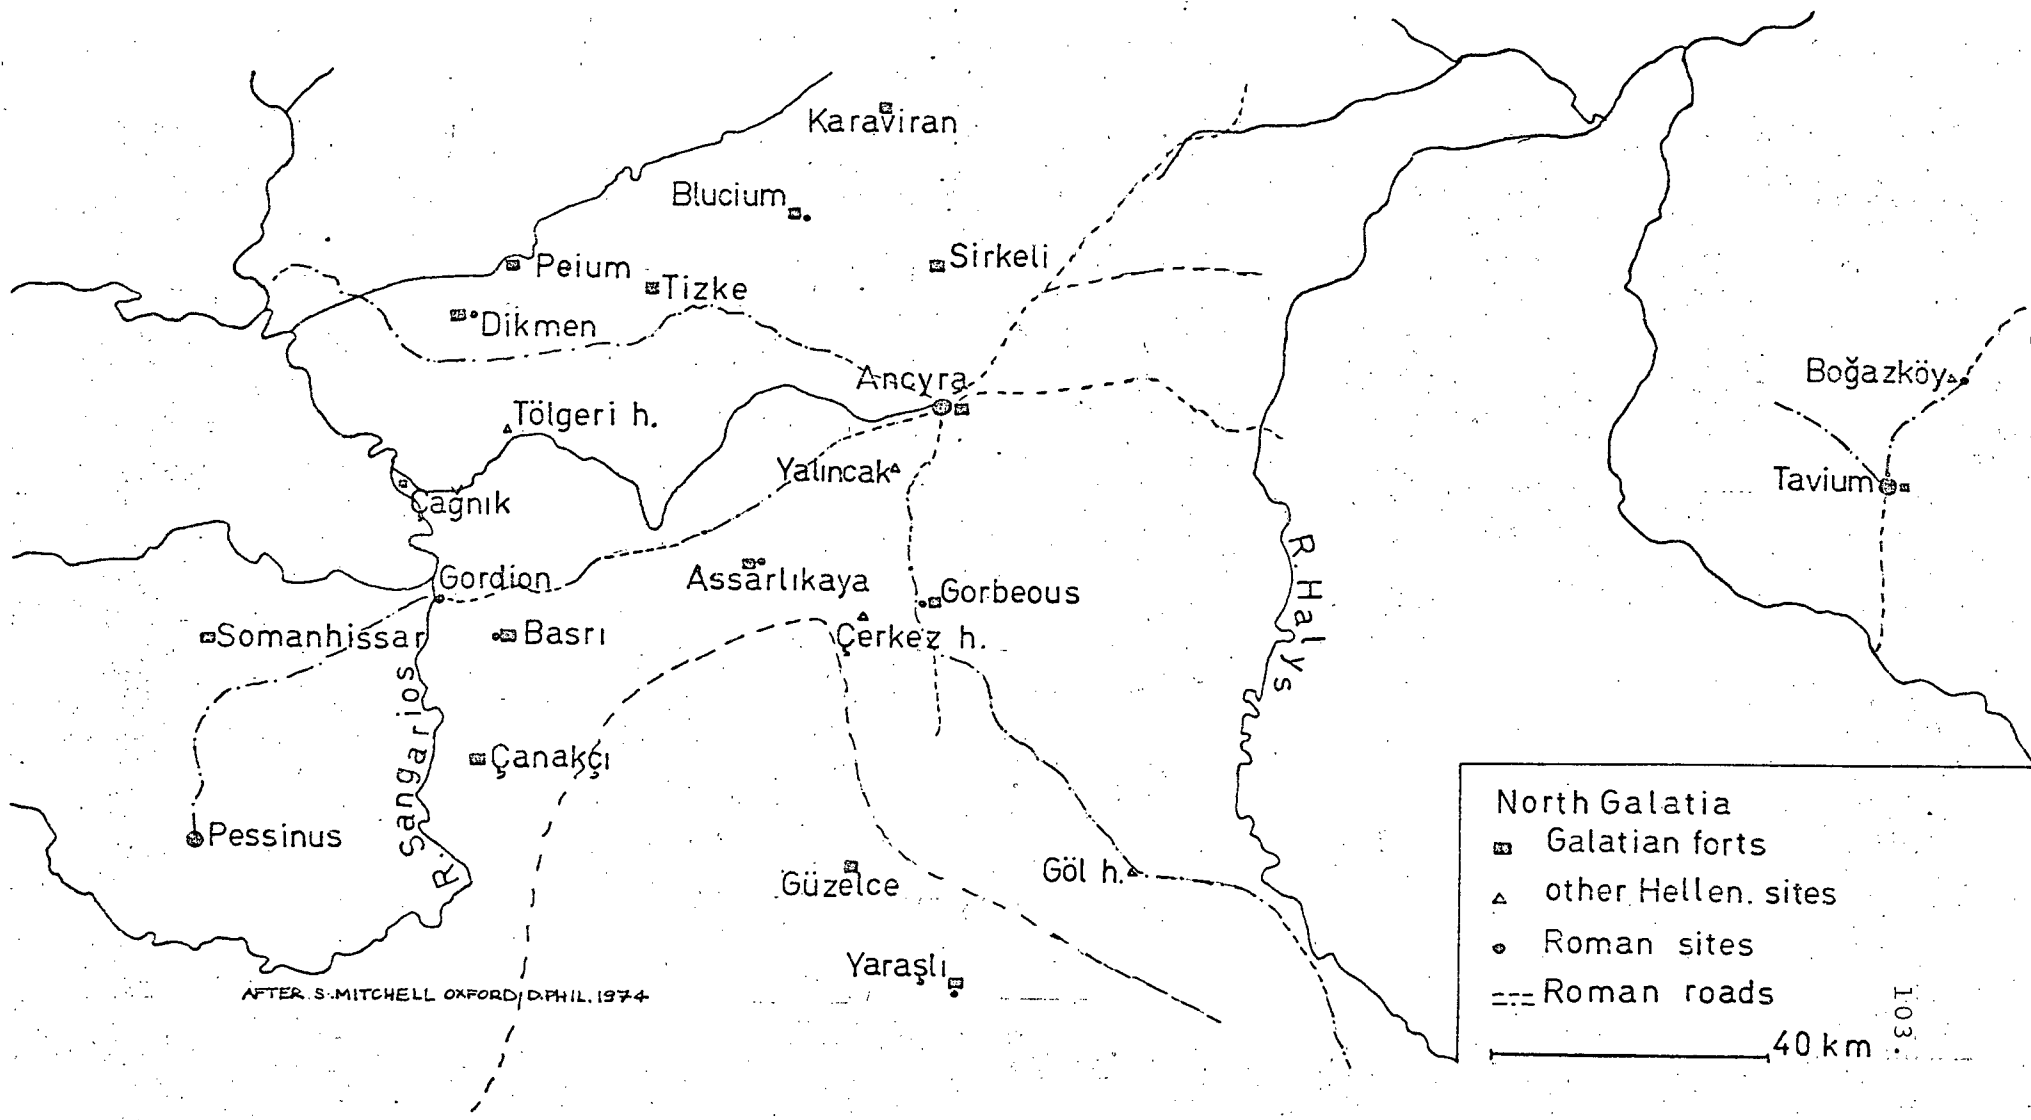 Karaviran
Blucium
Sirkeli
Peium
Tizke
Dikmen
Ancyra
Boğazköy
Tölgeri h.
Yalıncak
Tavium
Çağnık
Gordion
Assarlıkaya
Gorbeous
R. Halys
Somanhissar
Basrı
Çerkez h.
R. Sangarios
Çanakçı
Pessinus
Güzelce
Göl h.
Yaraşlı
AFTER S. MITCHELL OXFORD D.PHIL. 1974
North Galatia
Galatian forts
other Hellen. sites
Roman sites
Roman roads
40 km
103.